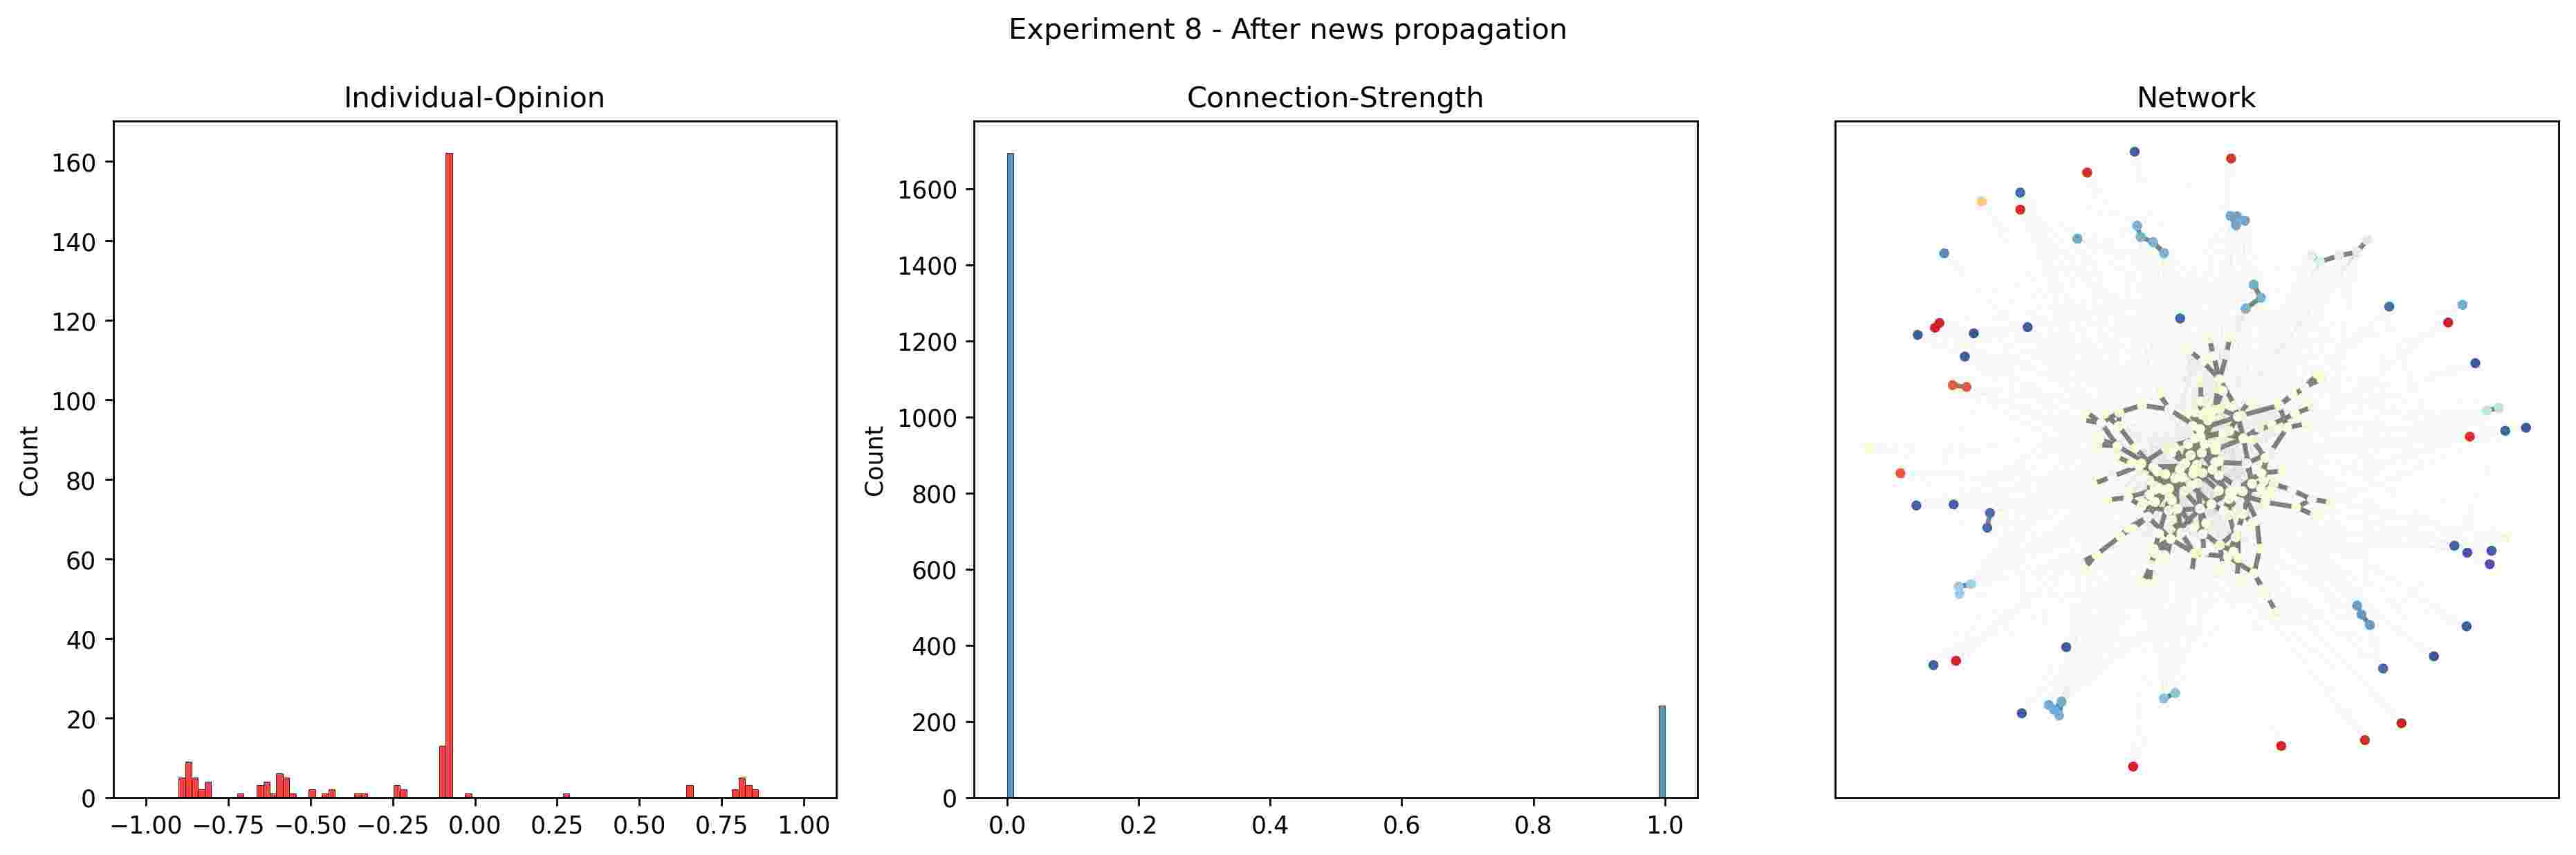 Experiment 8 - After news propagation
Individual-Opinion
Count
160
140
120
100
80
60
40
20
0
−1.00 −0.75 −0.50 −0.25 0.00 0.25 0.50 0.75 1.00
Connection-Strength
Count
1600
1400
1200
1000
800
600
400
200
0
0.0 0.2 0.4 0.6 0.8 1.0
Network